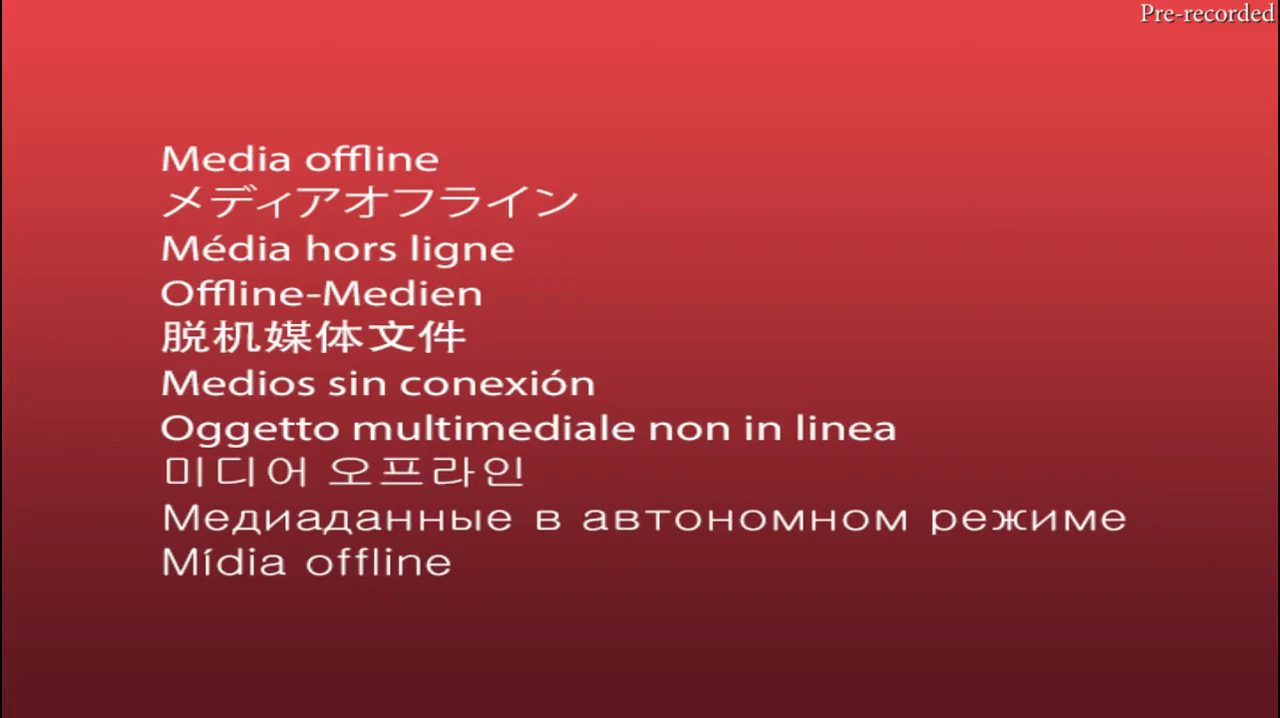 Pre-recorded
Media offline
メディアオフライン
Média hors ligne
Offline-Medien
脱机媒体文件
Medios sin conexión
Oggetto multimediale non in linea
미디어 오프라인
Медиаданные в автономном режиме
Mídia offline